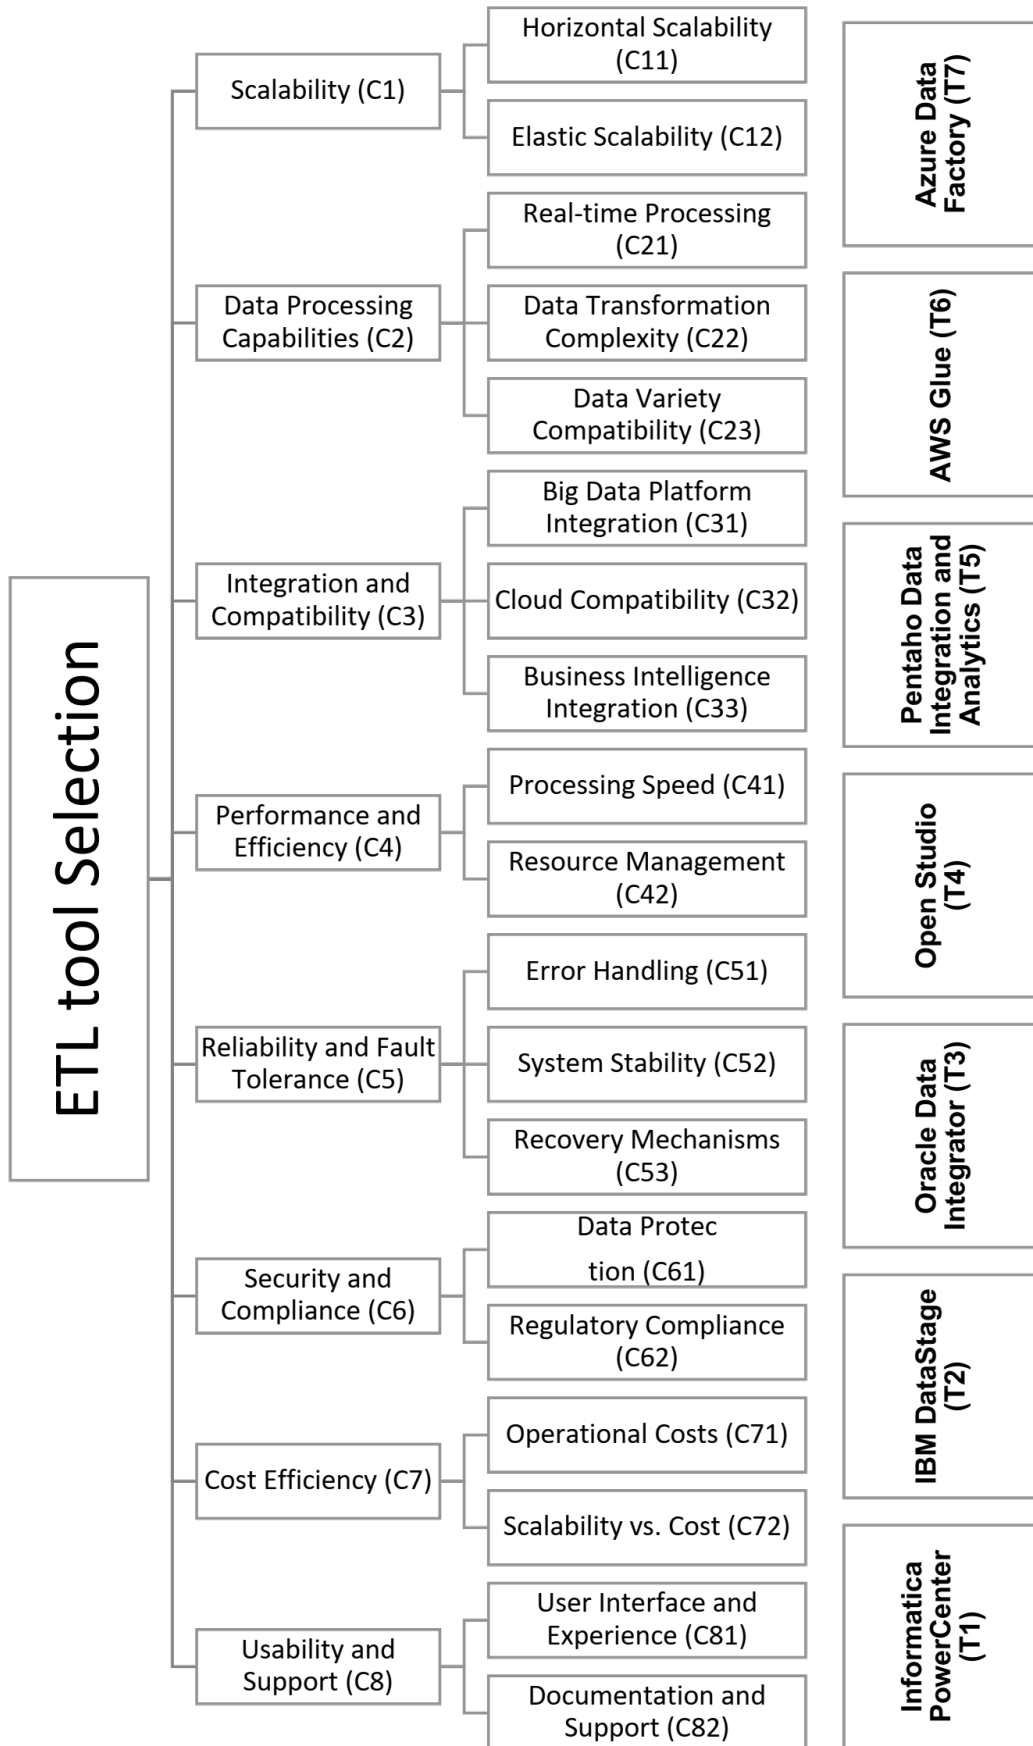 ETL tool Selection
Scalability (C1)
Horizontal Scalability
(C11)
Elastic Scalability (C12)
Data Processing
Capabilities (C2)
Real-time Processing
(C21)
Data Transformation
Complexity (C22)
Data Variety
Compatibility (C23)
Integration and
Compatibility (C3)
Big Data Platform
Integration (C31)
Cloud Compatibility (C32)
Business Intelligence
Integration (C33)
Performance and
Efficiency (C4)
Processing Speed (C41)
Resource Management
(C42)
Reliability and Fault
Tolerance (C5)
Error Handling (C51)
System Stability (C52)
Recovery Mechanisms
(C53)
Security and
Compliance (C6)
Data Protec
tion (C61)
Regulatory Compliance
(C62)
Cost Efficiency (C7)
Operational Costs (C71)
Scalability vs. Cost (C72)
Usability and
Support (C8)
User Interface and
Experience (C81)
Documentation and
Support (C82)
Azure Data
Factory (T7)
AWS Glue (T6)
Pentaho Data
Integration and
Analytics (T5)
Open Studio
(T4)
Oracle Data
Integrator (T3)
IBM DataStage
(T2)
Informatica
PowerCenter
(T1)